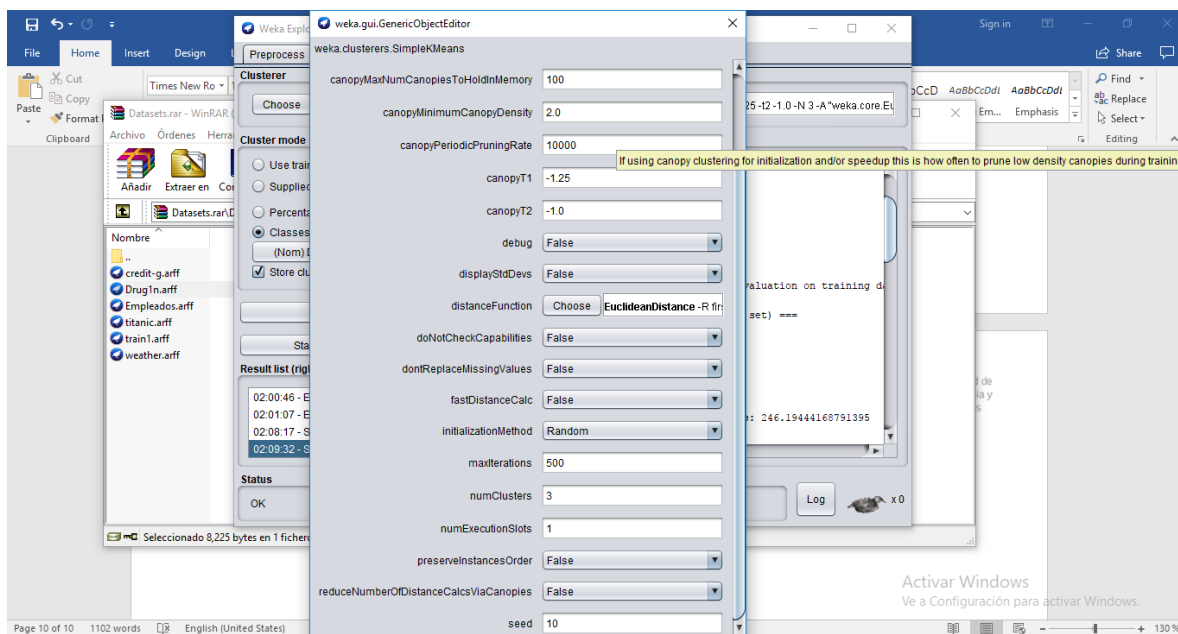 weka.gui.GenericObjectEditor
Weka Explo
Sign in
File Home Insert Design
Share
Preprocess
weka.clusterers.SimpleKMeans
Cut
Copy
Format
Paste
Clipboard
Times New Ro
Clusterer
Choose
25 -t2 -1.0 -N 3 -A "weka.core.Eu
AaBbCcDdI AaBbCcDdI
Em... Emphasis
Find
Replace
Select
Editing
Datasets.rar - WinRAR
Archivo Órdenes Herra
Añadir Extraer en Co
Datasets.rar\D
Nombre
..
credit-g.arff
Drug1n.arff
Empleados.arff
titanic.arff
train1.arff
weather.arff
Seleccionado 8,225 bytes en 1 fichero
Cluster mode
Use train
Supplied
Percenta
Classes
(Nom)
Store clu
Sta
Result list (rig
02:00:46 - E
02:01:07 - E
02:08:17 - S
02:09:32 - S
Status
OK
canopyMaxNumCanopiesToHoldInMemory 100
canopyMinimumCanopyDensity 2.0
canopyPeriodicPruningRate 10000
If using canopy clustering for initialization and/or speedup this is how often to prune low density canopies during trainin
canopyT1 -1.25
canopyT2 -1.0
debug False
displayStdDevs False
distanceFunction Choose EuclideanDistance -R fir
doNotCheckCapabilities False
dontReplaceMissingValues False
fastDistanceCalc False
initializationMethod Random
maxIterations 500
numClusters 3
numExecutionSlots 1
preserveInstancesOrder False
reduceNumberOfDistanceCalcsViaCanopies False
seed 10
valuation on training da
set) ===
: 246.19444168791395
Log x 0
d de
ia y
s
Activar Windows
Ve a Configuración para activar Windows.
Page 10 of 10 1102 words English (United States) 130 %